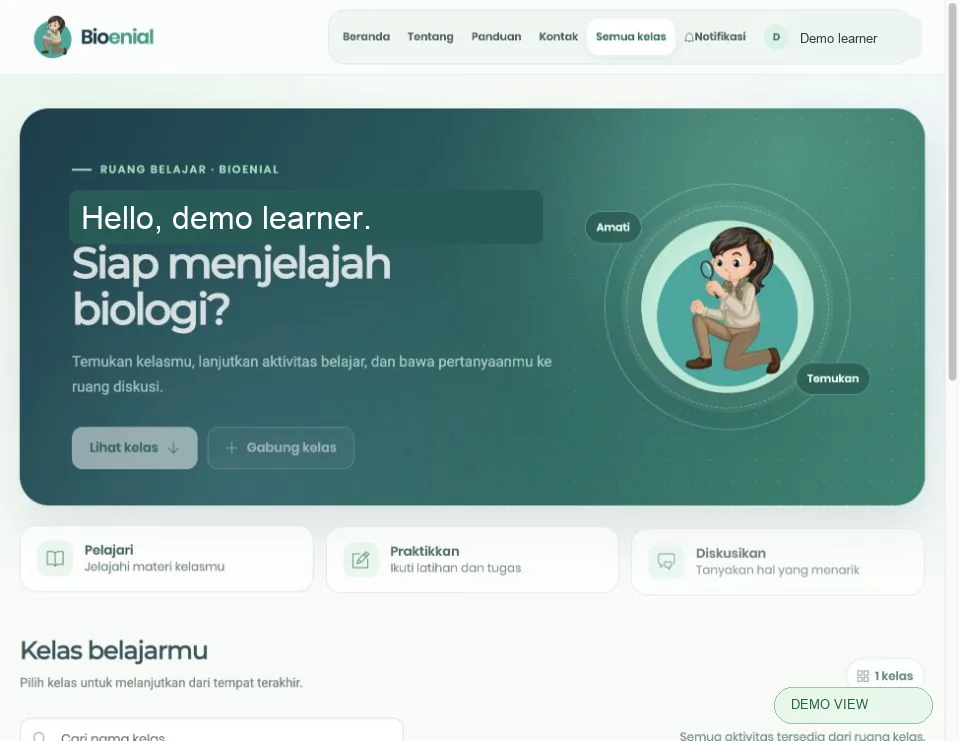 Bioenial
Beranda Tentang Panduan Kontak Semua kelas Notifikasi D Demo learner
RUANG BELAJAR · BIOENIAL
Hello, demo learner.
Siap menjelajah
biologi?
Temukan kelasmu, lanjutkan aktivitas belajar, dan bawa pertanyaanmu ke
ruang diskusi.
Lihat kelas ↓ + Gabung kelas
Amati
Temukan
Pelajari
Jelajahi materi kelasmu
Praktikkan
Ikuti latihan dan tugas
Diskusikan
Tanyakan hal yang menarik
Kelas belajarmu
Pilih kelas untuk melanjutkan dari tempat terakhir.
1 kelas
DEMO VIEW
Cari nama kelas
Semua aktivitas tersedia dari ruang kelas.